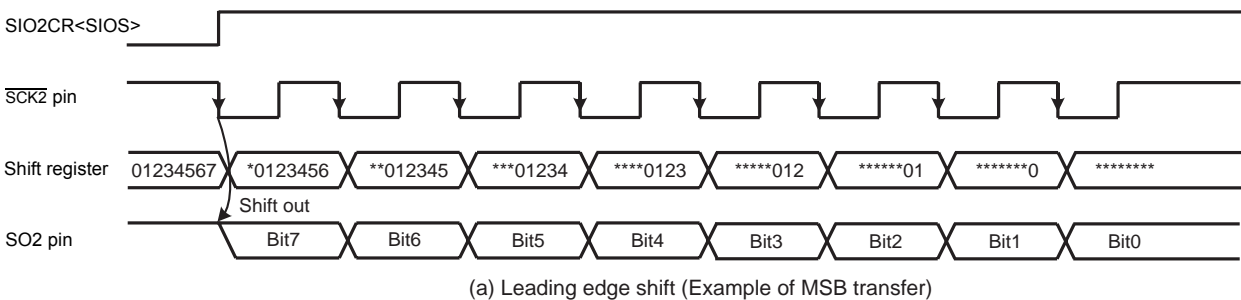 SIO2CR<SIOS>
SCK2 pin
Shift register 01234567 *0123456 **012345 ***01234 ****0123 *****012 ******01 *******0 ********
Shift out
SO2 pin Bit7 Bit6 Bit5 Bit4 Bit3 Bit2 Bit1 Bit0
(a) Leading edge shift (Example of MSB transfer)